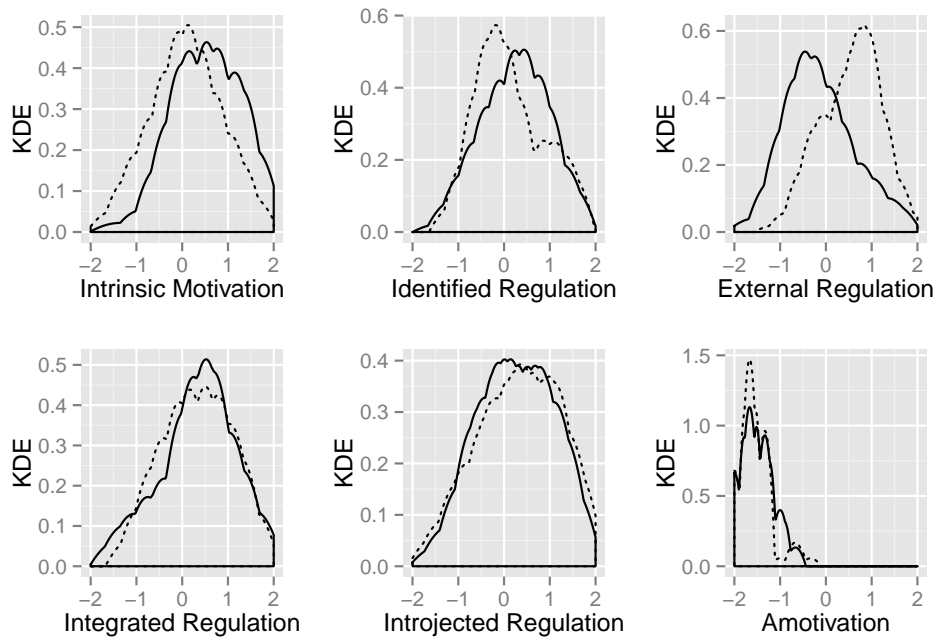 KDE
0.5
0.4
0.3
0.2
0.1
0.0
−2 −1 0 1 2
Intrinsic Motivation
KDE
0.6
0.4
0.2
0.0
−2 −1 0 1 2
Identified Regulation
KDE
0.6
0.4
0.2
0.0
−2 −1 0 1 2
External Regulation
KDE
0.5
0.4
0.3
0.2
0.1
0.0
−2 −1 0 1 2
Integrated Regulation
KDE
0.4
0.3
0.2
0.1
0.0
−2 −1 0 1 2
Introjected Regulation
KDE
1.5
1.0
0.5
0.0
−2 −1 0 1 2
Amotivation